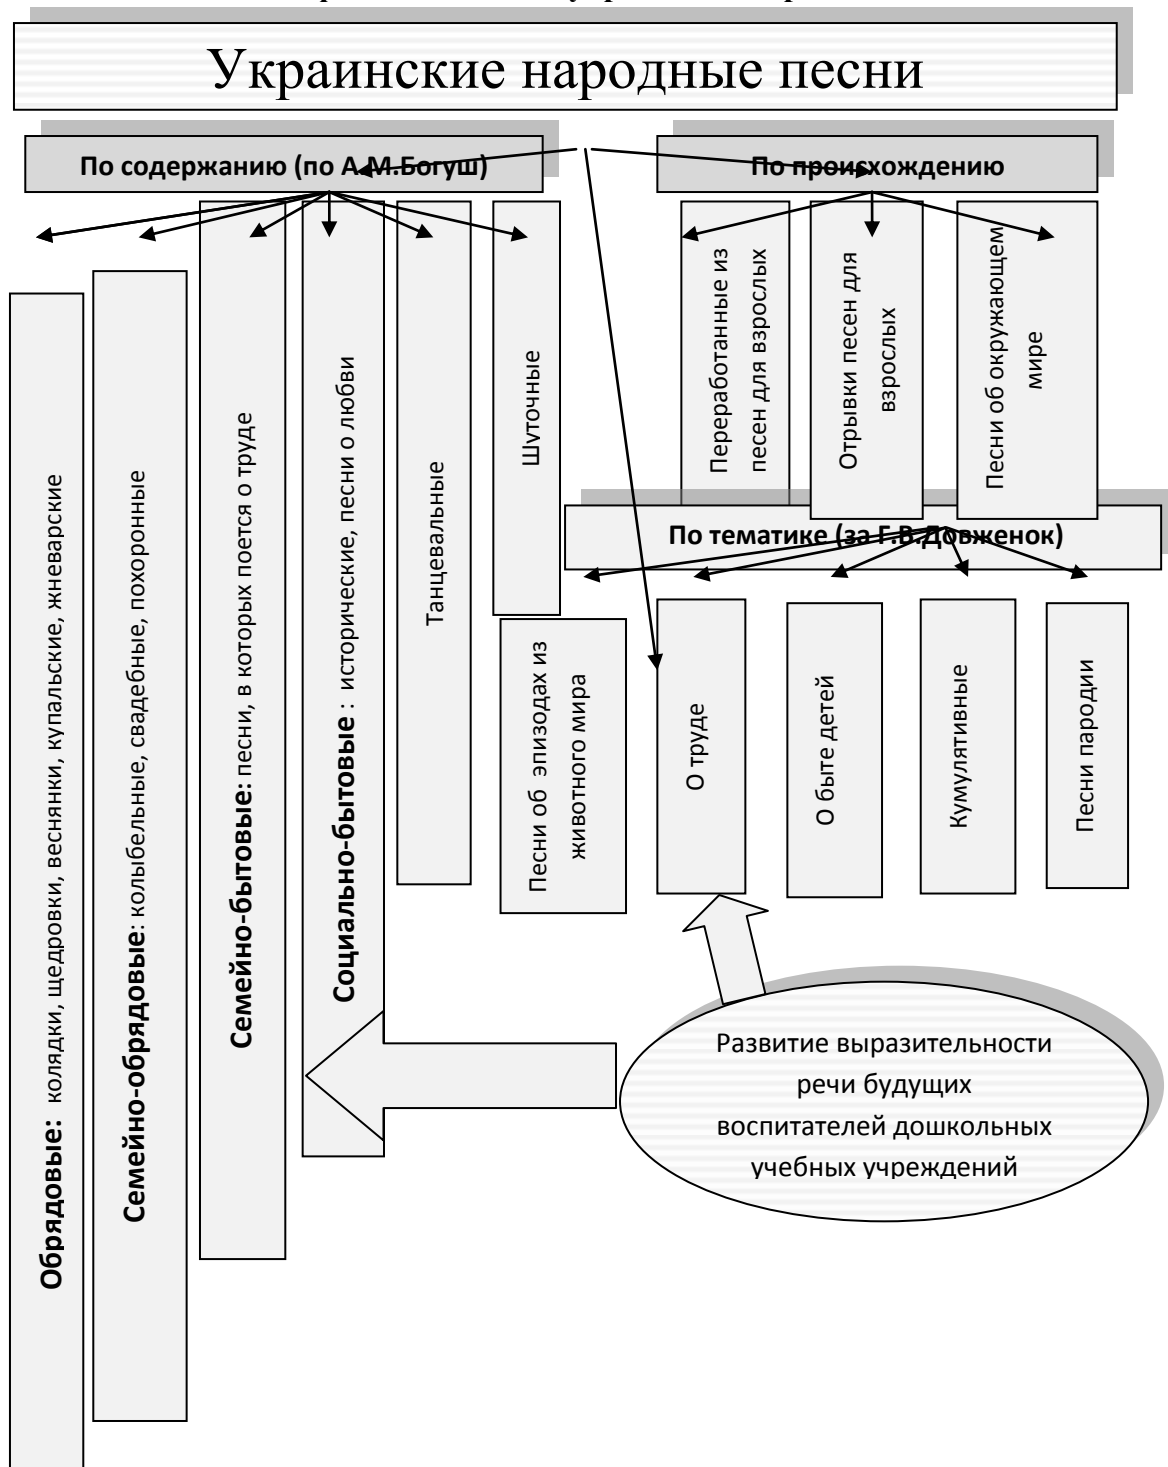 Украинские народные песни
По содержанию (по А.М.Богуш)
По происхождению
Обрядовые: колядки, щедровки, веснянки, купальские, жневарские
Семейно-обрядовые: колыбельные, свадебные, похоронные
Семейно-бытовые: песни, в которых поется о труде
Социально-бытовые : исторические, песни о любви
Танцевальные
Шуточные
Переработанные из
песен для взрослых
Отрывки песен для
взрослых
Песни об окружающем
мире
По тематике (за Г.В.Довженок)
Песни об эпизодах из
животного мира
О труде
О быте детей
Кумулятивные
Песни пародии
Развитие выразительности
речи будущих
воспитателей дошкольных
учебных учреждений